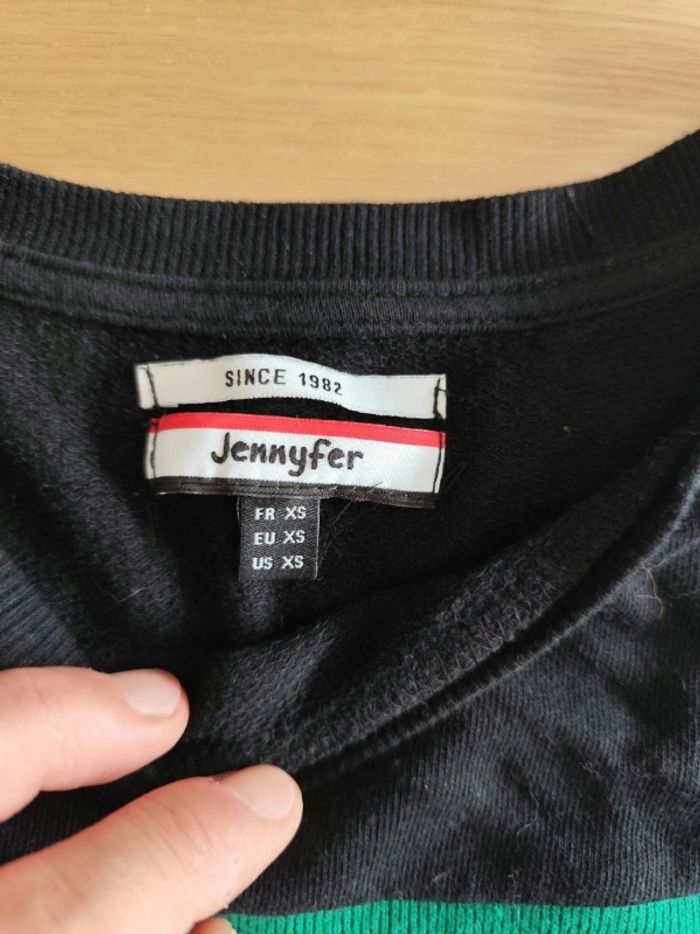 SINCE 1982
Jennyfer
FR XS
EU XS
US XS